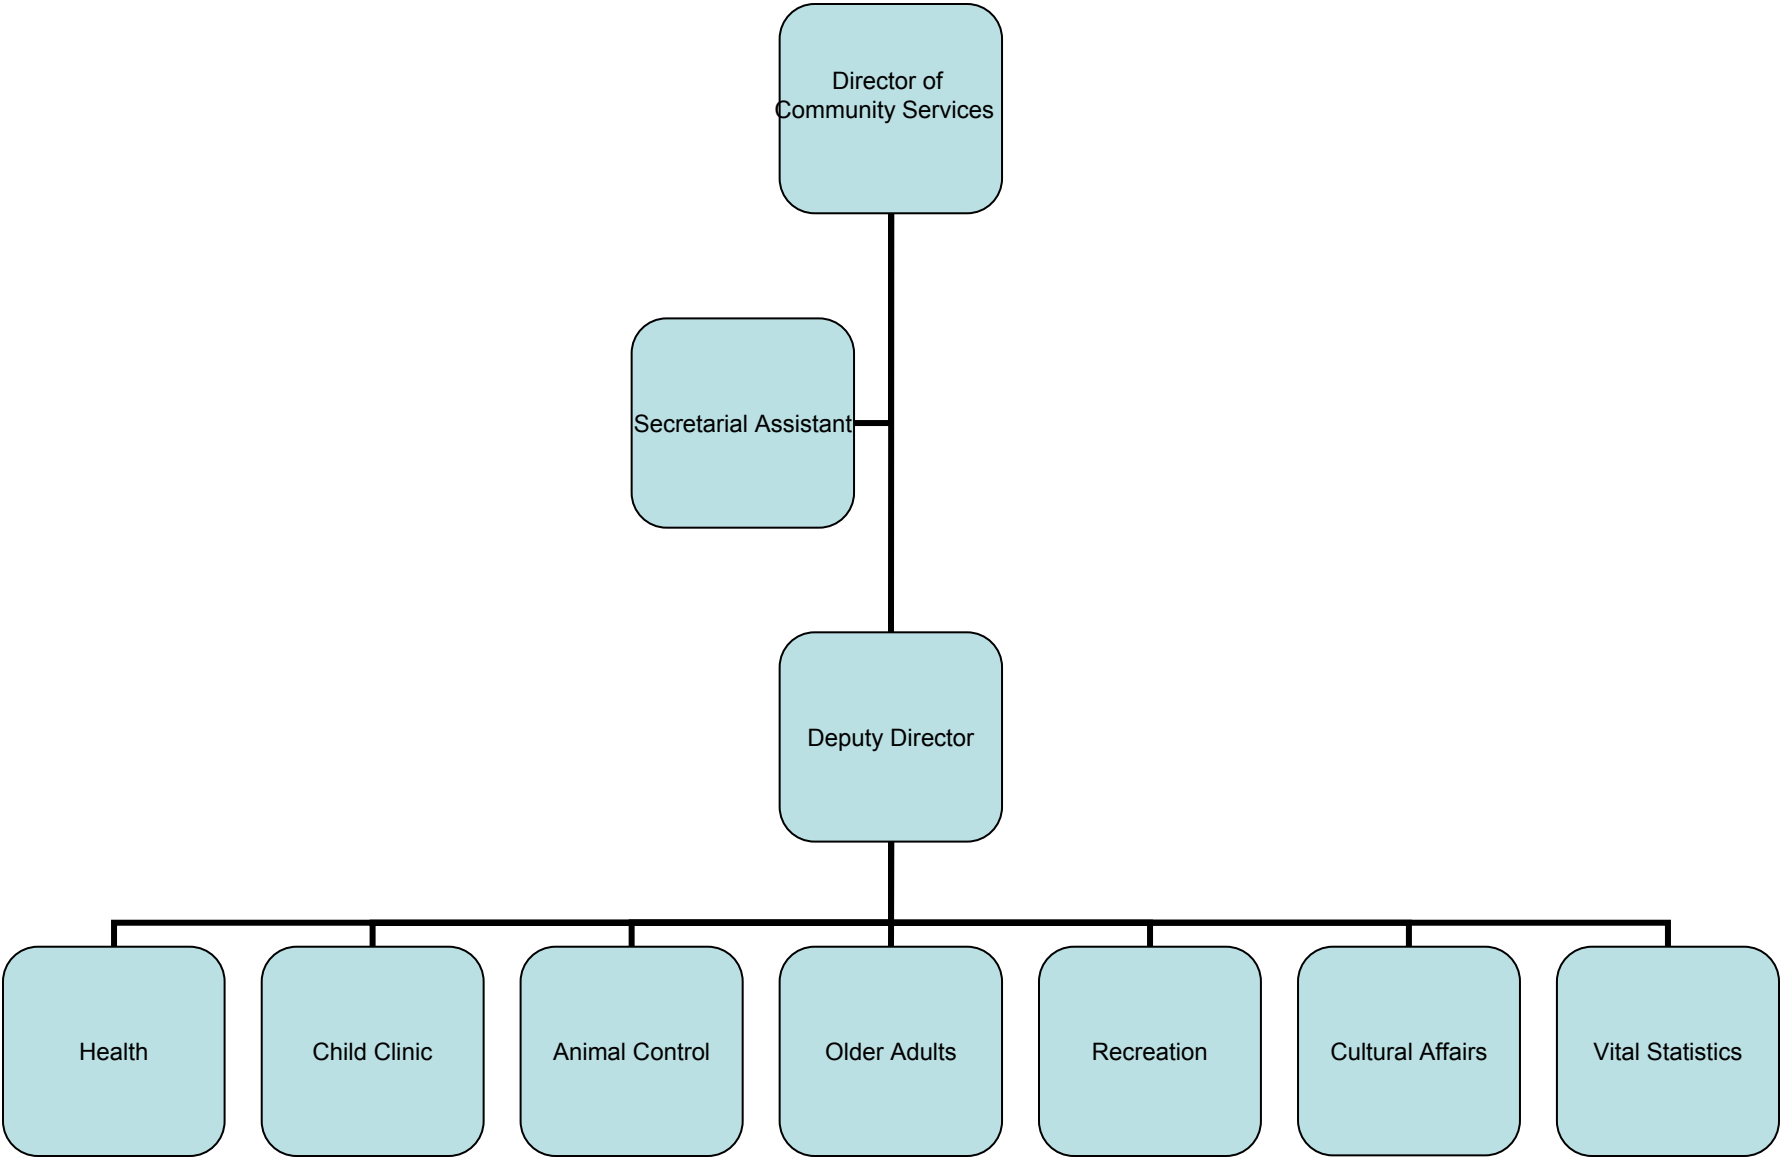 Director of
Community Services
Secretarial Assistant
Deputy Director
Health
Child Clinic
Animal Control
Older Adults
Recreation
Cultural Affairs
Vital Statistics